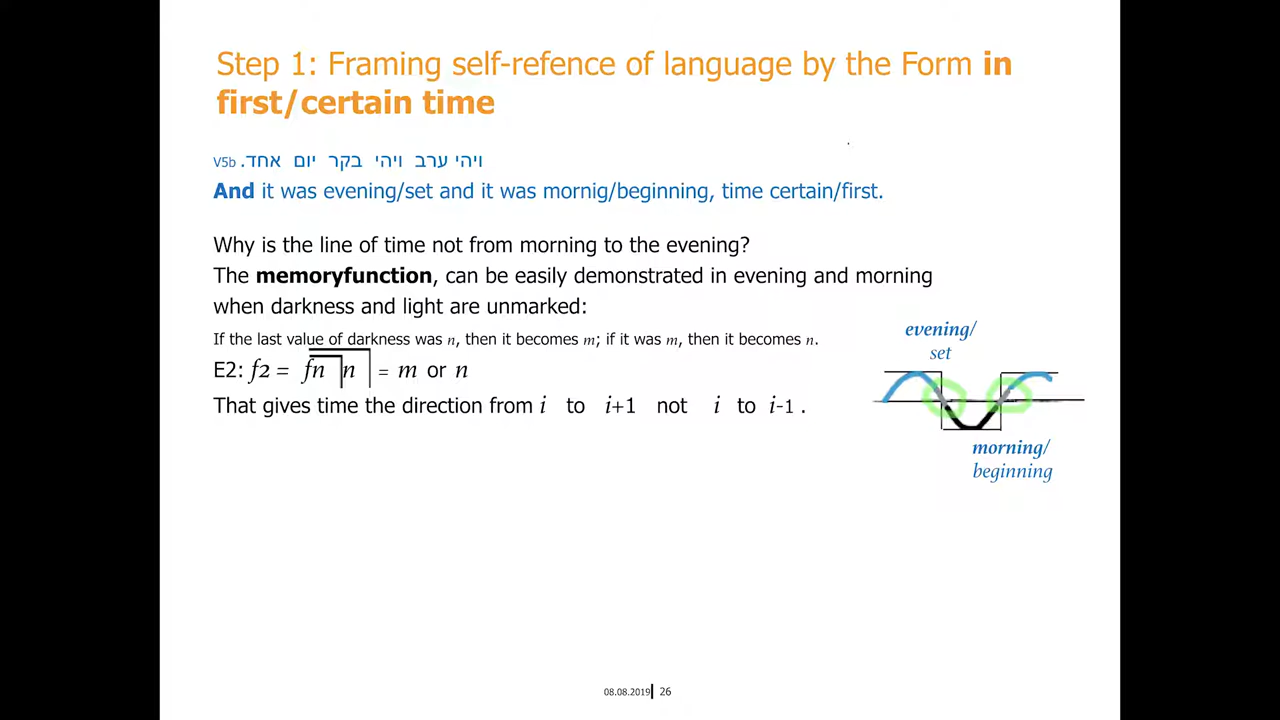 Step 1: Framing self-refence of language by the Form in
first/certain time
V5b .ויהי ערב ויהי בקר יום אחד
And it was evening/set and it was mornig/beginning, time certain/first.
Why is the line of time not from morning to the evening?
The memoryfunction, can be easily demonstrated in evening and morning
when darkness and light are unmarked:
If the last value of darkness was n, then it becomes m; if it was m, then it becomes n.
E2: f2 = fn n = m or n
That gives time the direction from i to i+1 not i to i-1 .
evening/
set
morning/
beginning
08.08.2019 26